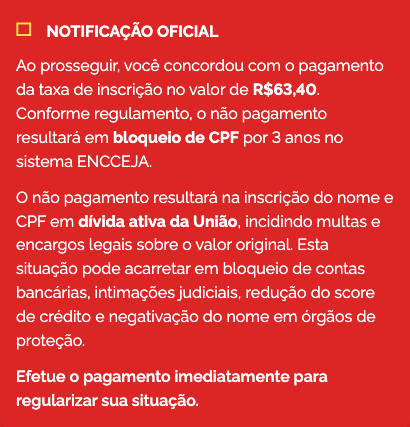 NOTIFICAÇÃO OFICIAL
Ao prosseguir, você concordou com o pagamento
da taxa de inscrição no valor de R$63,40.
Conforme regulamento, o não pagamento
resultará em bloqueio de CPF por 3 anos no
sistema ENCCEJA.
O não pagamento resultará na inscrição do nome e
CPF em dívida ativa da União, incidindo multas e
encargos legais sobre o valor original. Esta
situação pode acarretar em bloqueio de contas
bancárias, intimações judiciais, redução do score
de crédito e negativação do nome em órgãos de
proteção.
Efetue o pagamento imediatamente para
regularizar sua situação.